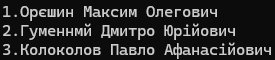 1.Орєшин Максим Олегович
2.Гуменнмй Дмитро Юрійович
3.Колоколов Павло Афанасійович